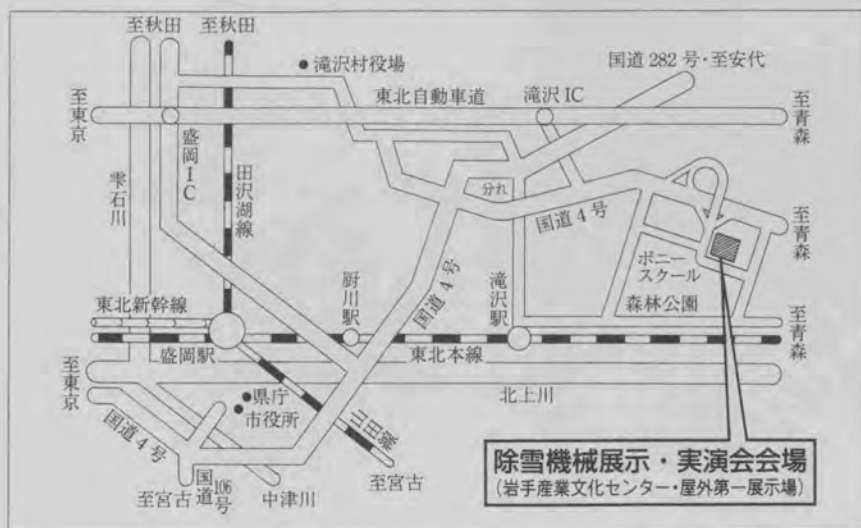 至秋田
至秋田
●滝沢村役場
国道282号・至安代
至東京
東北自動車道
滝沢IC
至青森
盛岡IC
雫石川
田沢湖線
分れ
国道4号
至青森
ポニースクール
厨川駅
国道4号
滝沢駅
森林公園
東北新幹線
盛岡駅
東北本線
至青森
至東京
北上川
●県庁
●市役所
山田線
国道4号
国道106号
至宮古
中津川
至宮古
除雪機械展示・実演会会場
(岩手産業文化センター・屋外第一展示場)